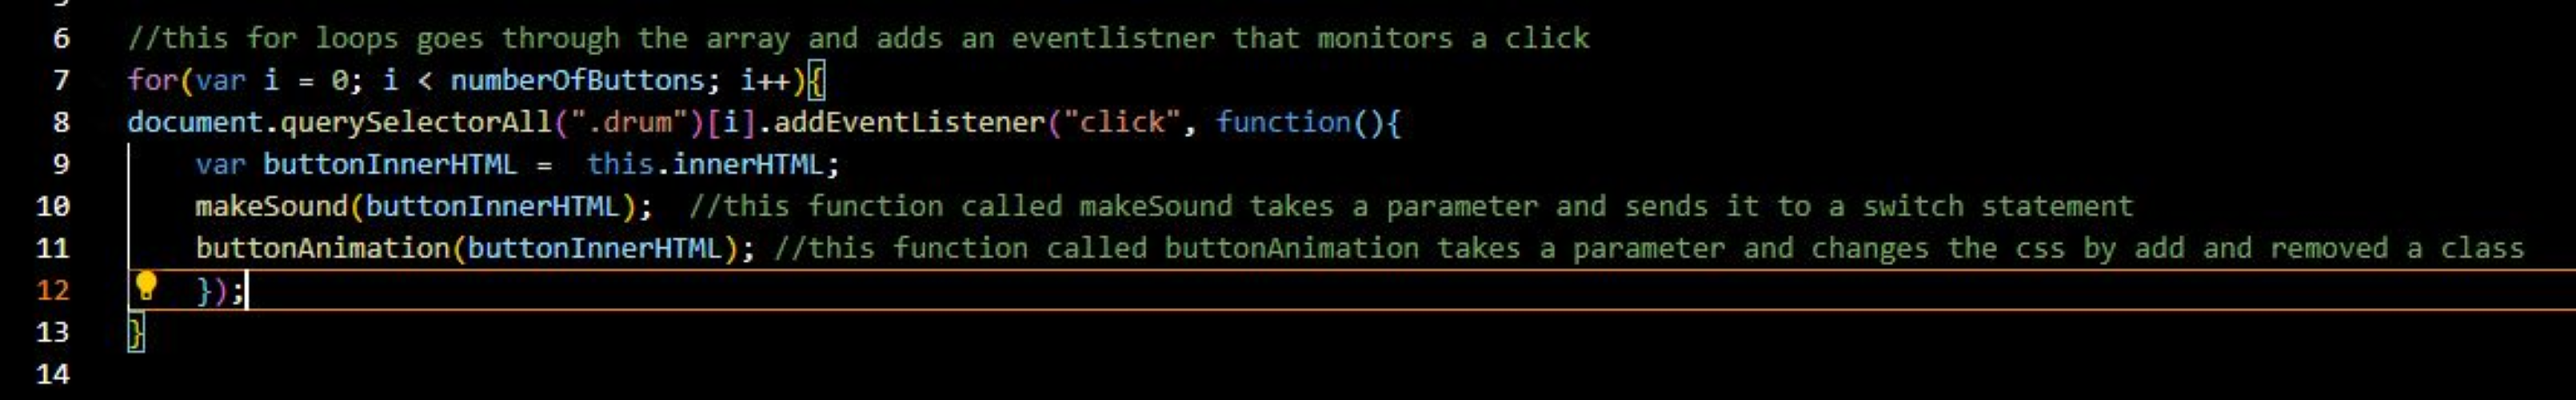 6 //this for loops goes through the array and adds an eventlistner that monitors a click
7 for(var i = 0; i < numberOfButtons; i++){
8 document.querySelectorAll(".drum")[i].addEventListener("click", function(){
9 var buttonInnerHTML =  this.innerHTML;
10 makeSound(buttonInnerHTML);  //this function called makeSound takes a parameter and sends it to a switch statement
11 buttonAnimation(buttonInnerHTML); //this function called buttonAnimation takes a parameter and changes the css by add and removed a class
12 });
13 }
14